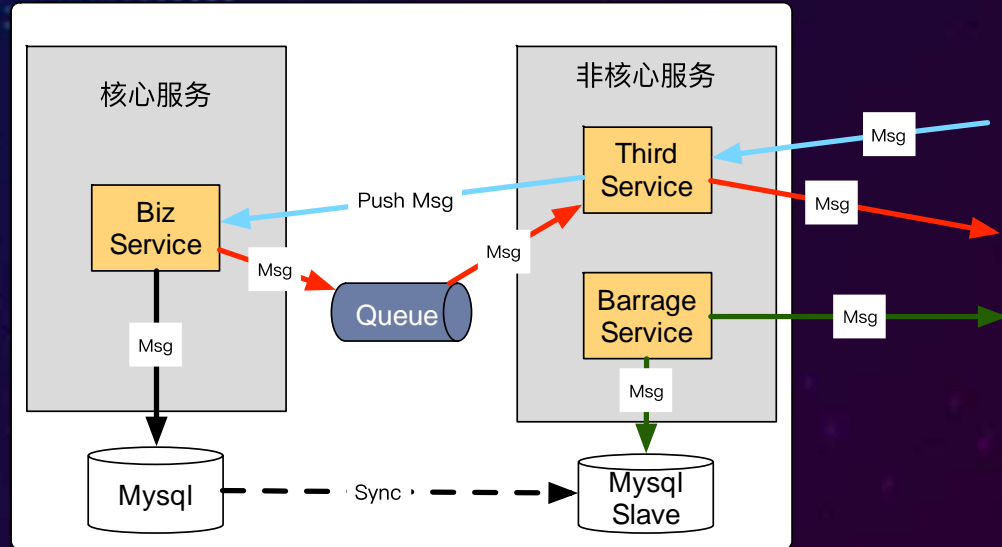 核心服务
非核心服务
Msg
Third
Service
Biz
Service
Push Msg
Msg
Msg
Msg
Queue
Barrage
Service
Msg
Msg
Msg
Mysql
Sync
Mysql
Slave